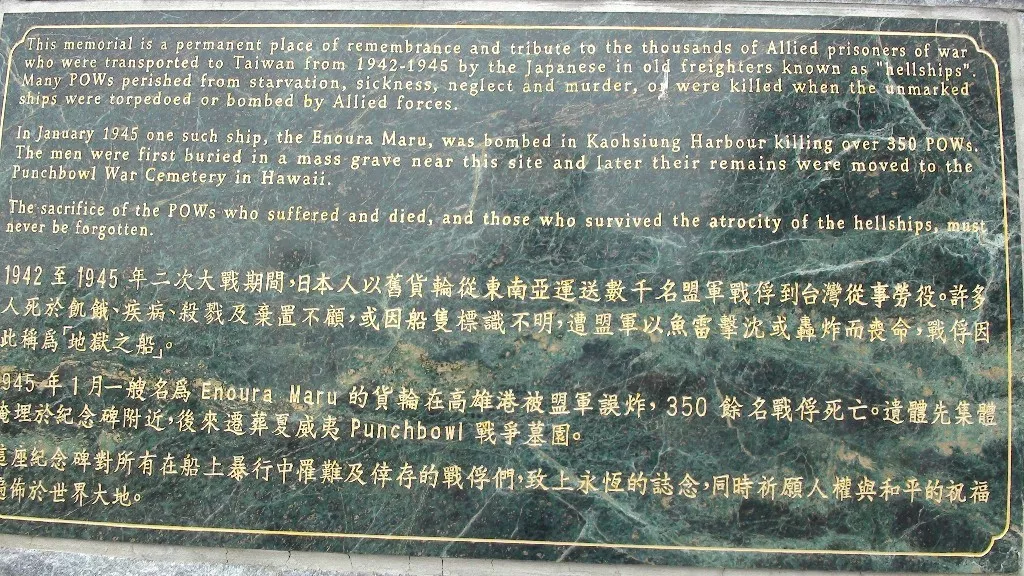 This memorial is a permanent place of remembrance and tribute to the thousands of Allied prisoners of war
who were transported to Taiwan from 1942-1945 by the Japanese in old freighters known as "hellships".
Many POWs perished from starvation, sickness, neglect and murder, or were killed when the unmarked
ships were torpedoed or bombed by Allied forces.
In January 1945 one such ship, the Enoura Maru, was bombed in Kaohsiung Harbour killing over 350 POWs.
The men were first buried in a mass grave near this site and later their remains were moved to the
Punchbowl War Cemetery in Hawaii.
The sacrifice of the POWs who suffered and died, and those who survived the atrocity of the hellships, must
never be forgotten.
1942 至 1945 年二次大戰期間,日本人以舊貨輪從東南亞運送數千名盟軍戰俘到台灣從事勞役。許多
人死於飢餓、疾病、殺戮及棄置不顧,或因船隻標識不明,遭盟軍以魚雷擊沈或轟炸而喪命,戰俘因
此稱爲「地獄之船」。
945 年 1 月一艘名爲 Enoura Maru 的貨輪在高雄港被盟軍誤炸, 350 餘名戰俘死亡。遺體先集體
掩埋於紀念碑附近,後來遷葬夏威夷 Punchbowl 戰爭墓園。
這座紀念碑對所有在船上暴行中罹難及倖存的戰俘們,致上永恆的誌念,同時祈願人權與和平的祝福
遍佈於世界大地。